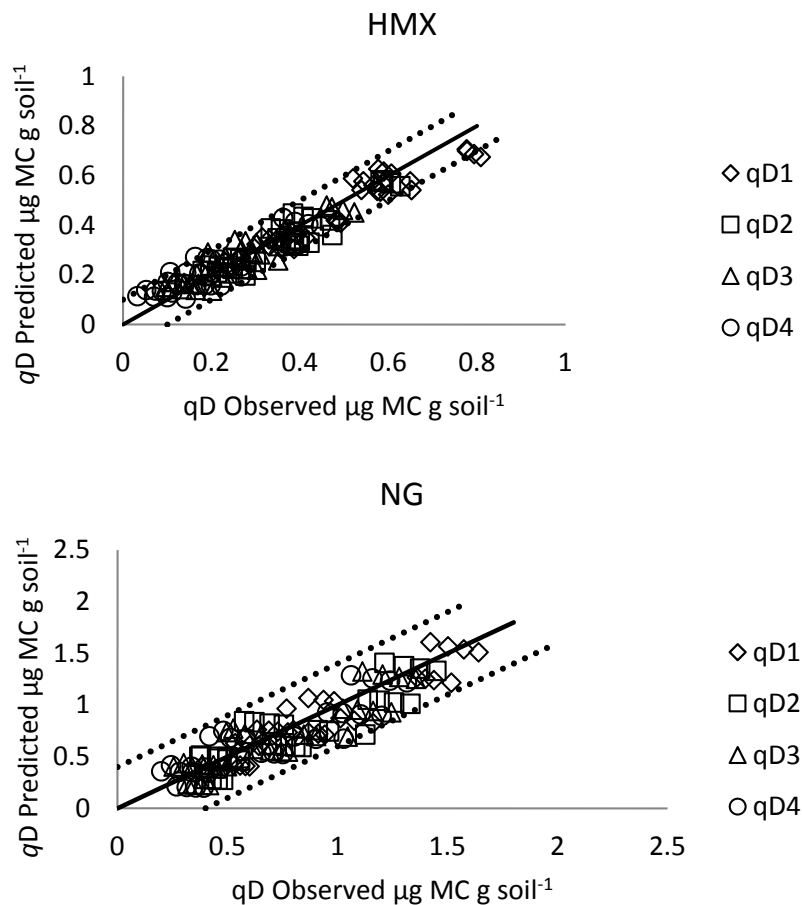 HMX
qD Predicted µg MC g soil-1
1
0.8
0.6
0.4
0.2
0
0 0.2 0.4 0.6 0.8 1
qD Observed µg MC g soil-1
qD1
qD2
qD3
qD4
NG
qD Predicted µg MC g soil-1
2.5
2
1.5
1
0.5
0
0 0.5 1 1.5 2 2.5
qD Observed µg MC g soil-1
qD1
qD2
qD3
qD4